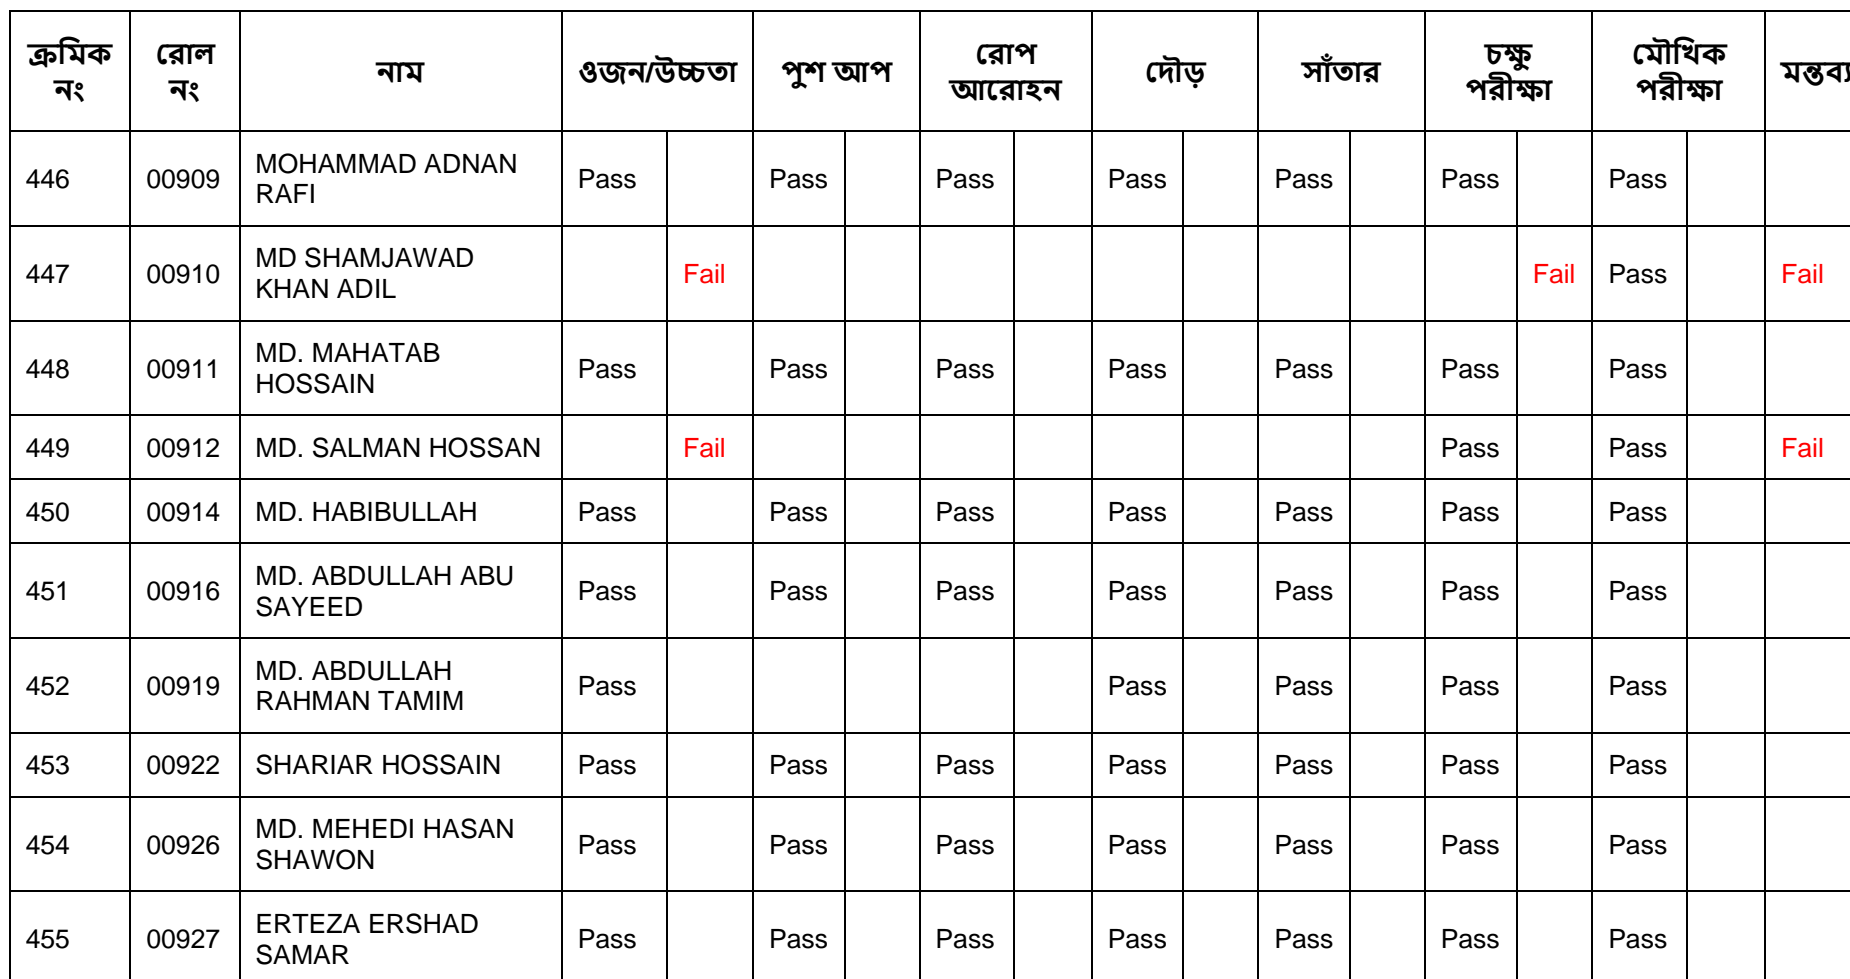 ক্রমিক নং রোল নং নাম ওজন/উচ্চতা পুশ আপ রোপ আরোহন দৌড় সাঁতার চক্ষু পরীক্ষা মৌখিক পরীক্ষা মন্তব্য
446 00909 MOHAMMAD ADNAN RAFI Pass Pass Pass Pass Pass Pass Pass
447 00910 MD SHAMJAWAD KHAN ADIL Fail Fail Pass Fail
448 00911 MD. MAHATAB HOSSAIN Pass Pass Pass Pass Pass Pass Pass
449 00912 MD. SALMAN HOSSAN Fail Pass Pass Fail
450 00914 MD. HABIBULLAH Pass Pass Pass Pass Pass Pass Pass
451 00916 MD. ABDULLAH ABU SAYEED Pass Pass Pass Pass Pass Pass Pass
452 00919 MD. ABDULLAH RAHMAN TAMIM Pass Pass Pass Pass Pass
453 00922 SHARIAR HOSSAIN Pass Pass Pass Pass Pass Pass Pass
454 00926 MD. MEHEDI HASAN SHAWON Pass Pass Pass Pass Pass Pass Pass
455 00927 ERTEZA ERSHAD SAMAR Pass Pass Pass Pass Pass Pass Pass